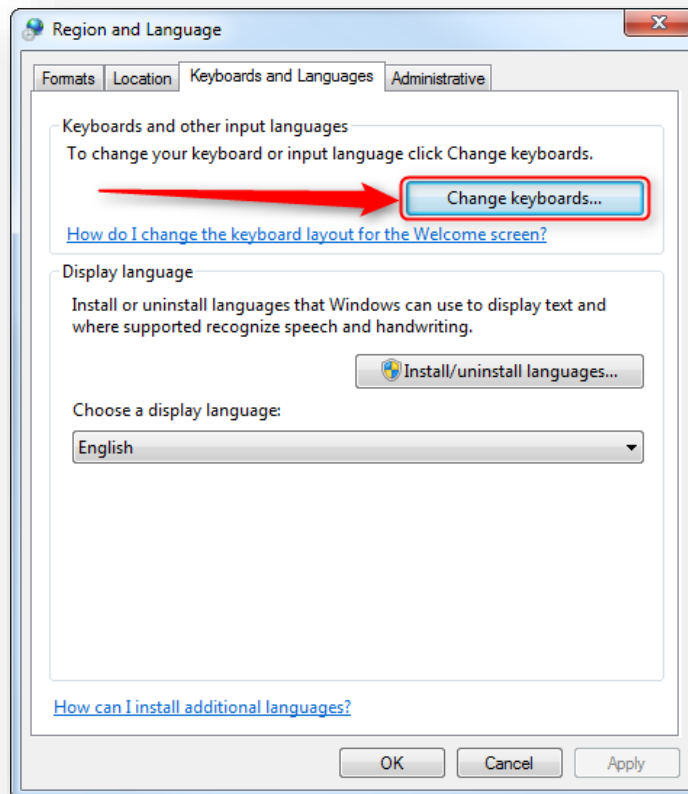 Region and Language
Formats Location Keyboards and Languages Administrative
Keyboards and other input languages
To change your keyboard or input language click Change keyboards.
Change keyboards...
How do I change the keyboard layout for the Welcome screen?
Display language
Install or uninstall languages that Windows can use to display text and
where supported recognize speech and handwriting.
Install/uninstall languages...
Choose a display language:
English
How can I install additional languages?
OK Cancel Apply